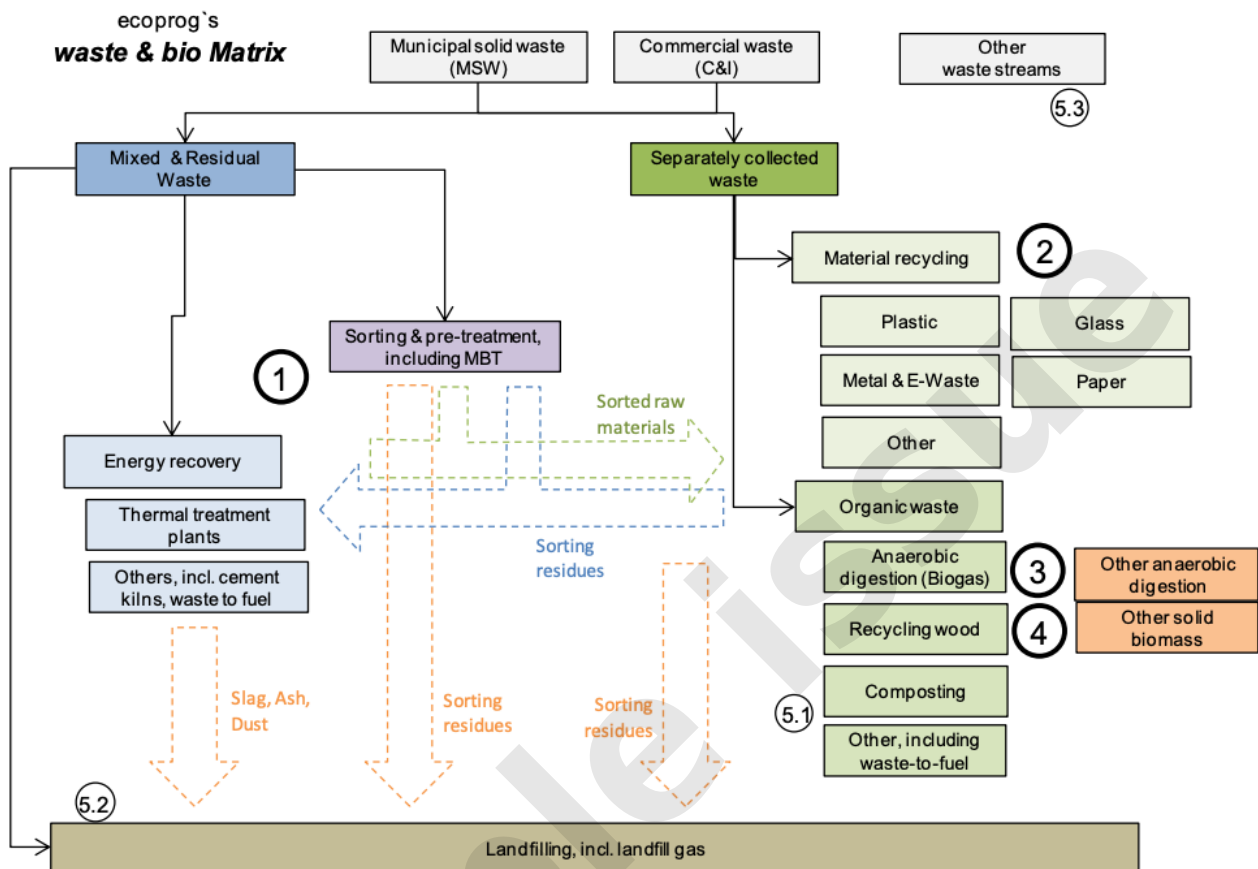 ecoprog`s
waste & bio Matrix
Municipal solid waste
(MSW)
Commercial waste
(C&I)
Other
waste streams
5.3
Mixed & Residual
Waste
Separately collected
waste
Material recycling
2
Plastic
Glass
Metal & E-Waste
Paper
Other
Sorting & pre-treatment,
including MBT
1
Sorted raw
materials
Energy recovery
Thermal treatment
plants
Others, incl. cement
kilns, waste to fuel
Sorting
residues
Organic waste
Anaerobic
digestion (Biogas)
3
Other anaerobic
digestion
Recycling wood
4
Other solid
biomass
Composting
5.1
Other, including
waste-to-fuel
Slag, Ash,
Dust
Sorting
residues
Sorting
residues
5.2
Landfilling, incl. landfill gas
le issue